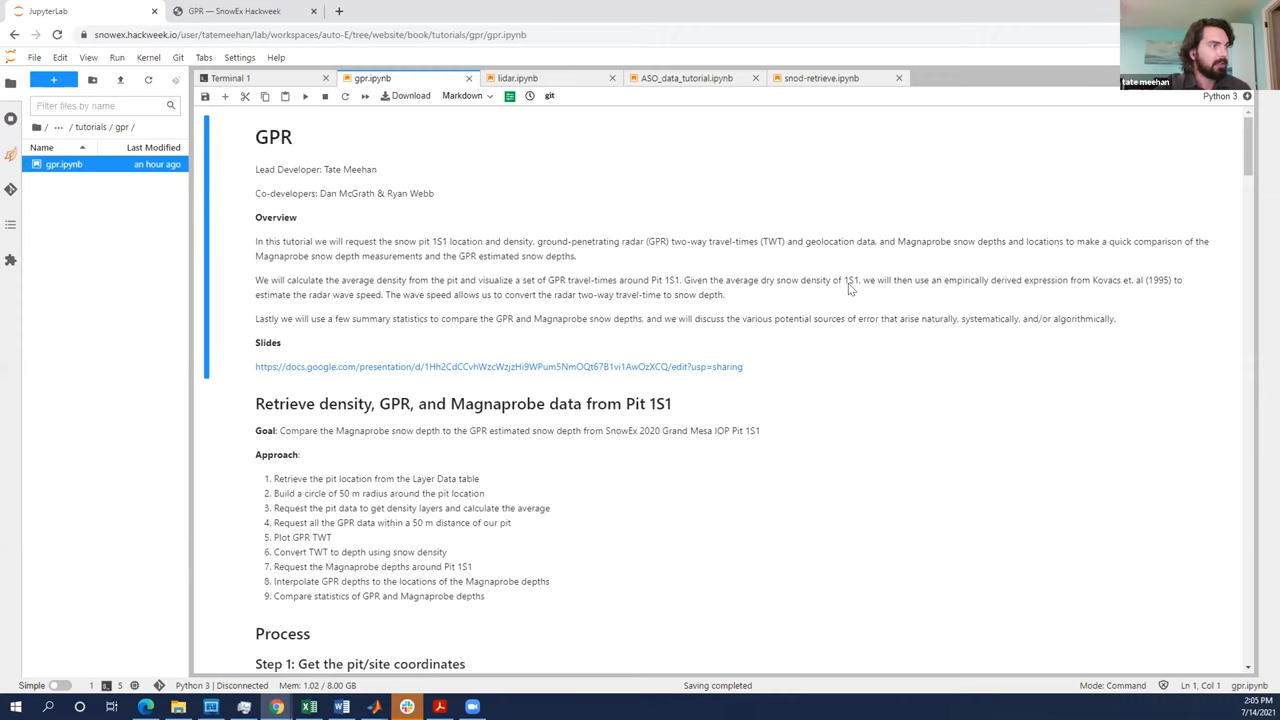 JupyterLab
GPR — SnowEx Hackweek
snowex.hackweek.io/user/tatemeehan/lab/workspaces/auto-E/tree/website/book/tutorials/gpr/gpr.ipynb
File Edit View Run Kernel Git Tabs Settings Help
tate meehan
Terminal 1
gpr.ipynb
lidar.ipynb
ASO_data_tutorial.ipynb
snod-retrieve.ipynb
Download Markdown git Python 3
Filter files by name
/ ··· / tutorials / gpr /
Name Last Modified
gpr.ipynb an hour ago
GPR
Lead Developer: Tate Meehan
Co-developers: Dan McGrath & Ryan Webb
Overview
In this tutorial we will request the snow pit 1S1 location and density, ground-penetrating radar (GPR) two-way travel-times (TWT) and geolocation data, and Magnaprobe snow depths and locations to make a quick comparison of the
Magnaprobe snow depth measurements and the GPR estimated snow depths.
We will calculate the average density from the pit and visualize a set of GPR travel-times around Pit 1S1. Given the average dry snow density of 1S1, we will then use an empirically derived expression from Kovacs et. al (1995) to
estimate the radar wave speed. The wave speed allows us to convert the radar two-way travel-time to snow depth.
Lastly we will use a few summary statistics to compare the GPR and Magnaprobe snow depths, and we will discuss the various potential sources of error that arise naturally, systematically, and/or algorithmically.
Slides
https://docs.google.com/presentation/d/1Hh2CdCCvhWzcWzjzHi9WPum5NmOQt67B1vi1AwOzXCQ/edit?usp=sharing
Retrieve density, GPR, and Magnaprobe data from Pit 1S1
Goal: Compare the Magnaprobe snow depth to the GPR estimated snow depth from SnowEx 2020 Grand Mesa IOP Pit 1S1
Approach:
1. Retrieve the pit location from the Layer Data table
2. Build a circle of 50 m radius around the pit location
3. Request the pit data to get density layers and calculate the average
4. Request all the GPR data within a 50 m distance of our pit
5. Plot GPR TWT
6. Convert TWT to depth using snow density
7. Request the Magnaprobe depths around Pit 1S1
8. Interpolate GPR depths to the locations of the Magnaprobe depths
9. Compare statistics of GPR and Magnaprobe depths
Process
Step 1: Get the pit/site coordinates
Simple 1 5 Python 3 | Disconnected Mem: 1.02 / 8.00 GB Saving completed Mode: Command Ln 1, Col 1 gpr.ipynb
2:05 PM
7/14/2021